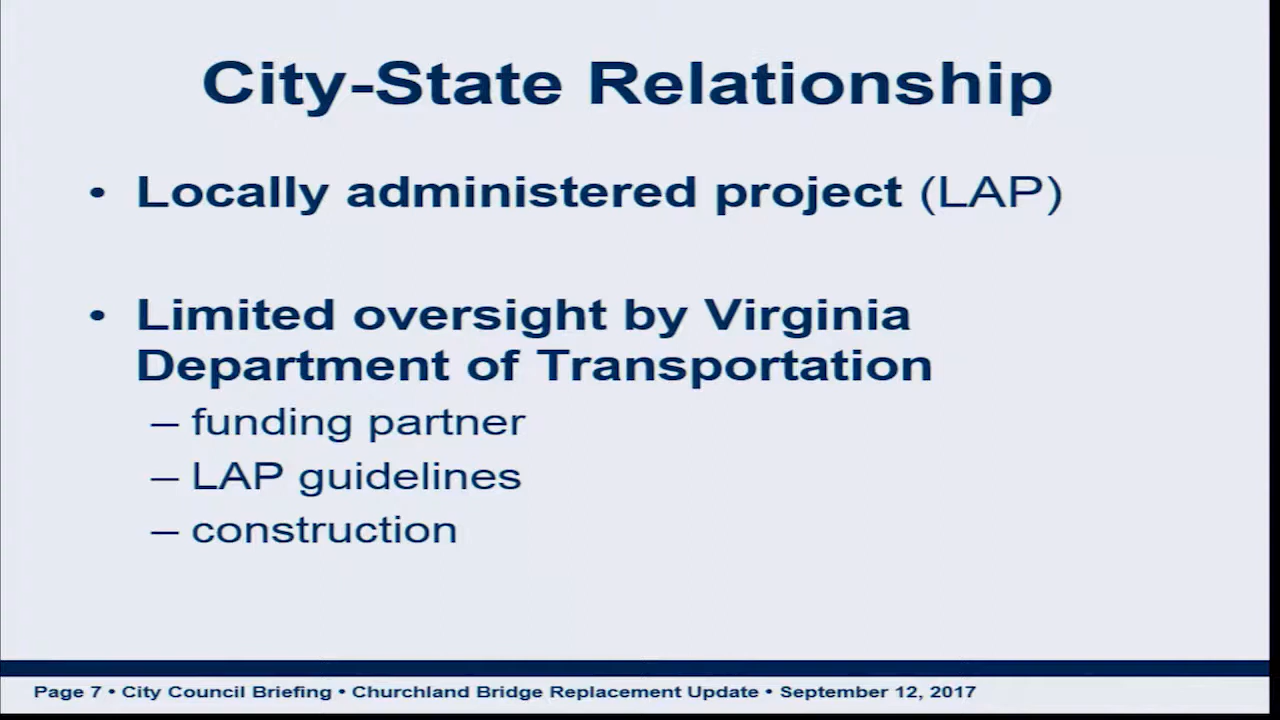 City-State Relationship
• Locally administered project (LAP)
• Limited oversight by Virginia
Department of Transportation
– funding partner
– LAP guidelines
– construction
Page 7 • City Council Briefing • Churchland Bridge Replacement Update • September 12, 2017